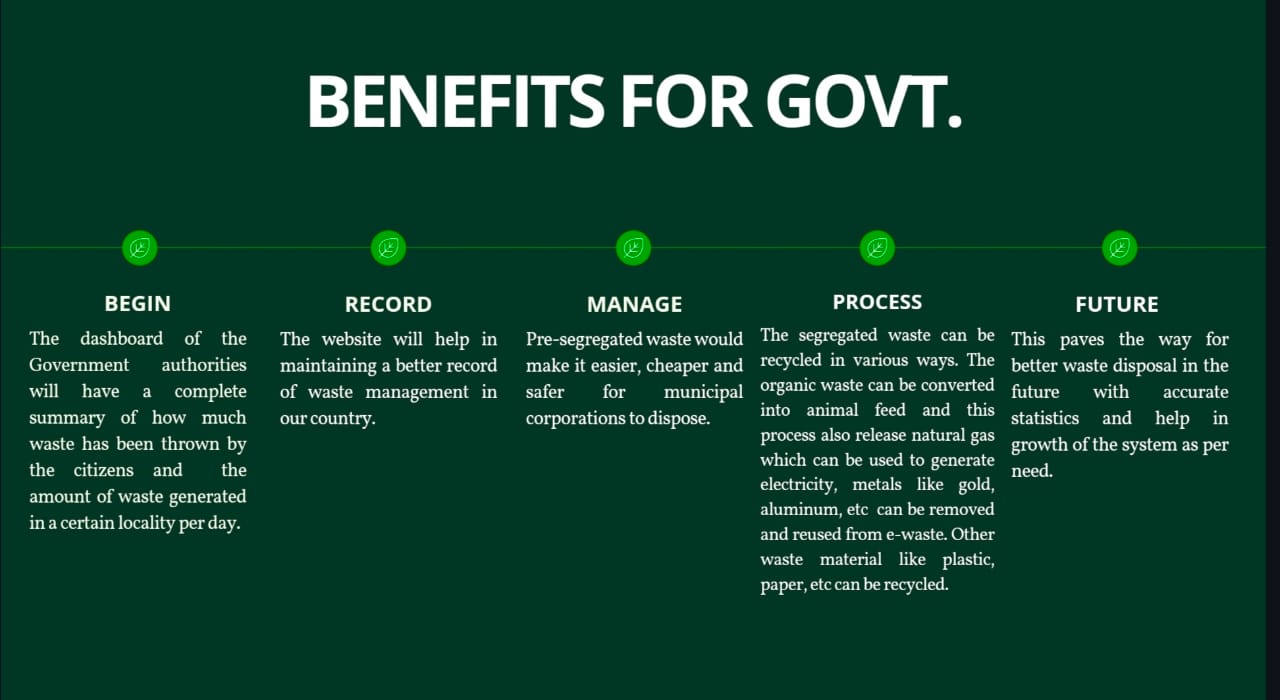 BENEFITS FOR GOVT.
BEGIN
The dashboard of the
Government authorities
will have a complete
summary of how much
waste has been thrown by
the citizens and the
amount of waste generated
in a certain locality per day.
RECORD
The website will help in
maintaining a better record
of waste management in
our country.
MANAGE
Pre-segregated waste would
make it easier, cheaper and
safer for municipal
corporations to dispose.
PROCESS
The segregated waste can be
recycled in various ways. The
organic waste can be converted
into animal feed and this
process also release natural gas
which can be used to generate
electricity, metals like gold,
aluminum, etc can be removed
and reused from e-waste. Other
waste material like plastic,
paper, etc can be recycled.
FUTURE
This paves the way for
better waste disposal in the
future with accurate
statistics and help in
growth of the system as per
need.